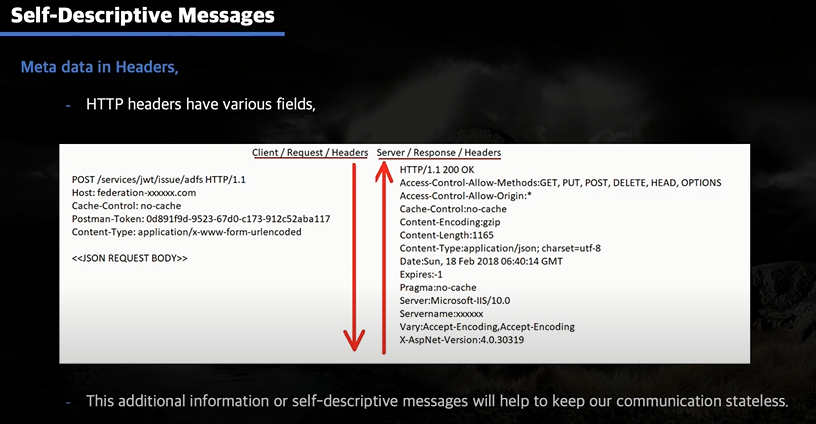 Self-Descriptive Messages
Meta data in Headers,
- HTTP headers have various fields,
Client / Request / Headers
POST /services/jwt/issue/adfs HTTP/1.1
Host: federation-xxxxxx.com
Cache-Control: no-cache
Postman-Token: 0d891f9d-9523-67d0-c173-912c52aba117
Content-Type: application/x-www-form-urlencoded
<<JSON REQUEST BODY>>
Server / Response / Headers
HTTP/1.1 200 OK
Access-Control-Allow-Methods:GET, PUT, POST, DELETE, HEAD, OPTIONS
Access-Control-Allow-Origin:*
Cache-Control:no-cache
Content-Encoding:gzip
Content-Length:1165
Content-Type:application/json; charset=utf-8
Date:Sun, 18 Feb 2018 06:40:14 GMT
Expires:-1
Pragma:no-cache
Server:Microsoft-IIS/10.0
Servername:xxxxxx
Vary:Accept-Encoding,Accept-Encoding
X-AspNet-Version:4.0.30319
- This additional information or self-descriptive messages will help to keep our communication stateless.